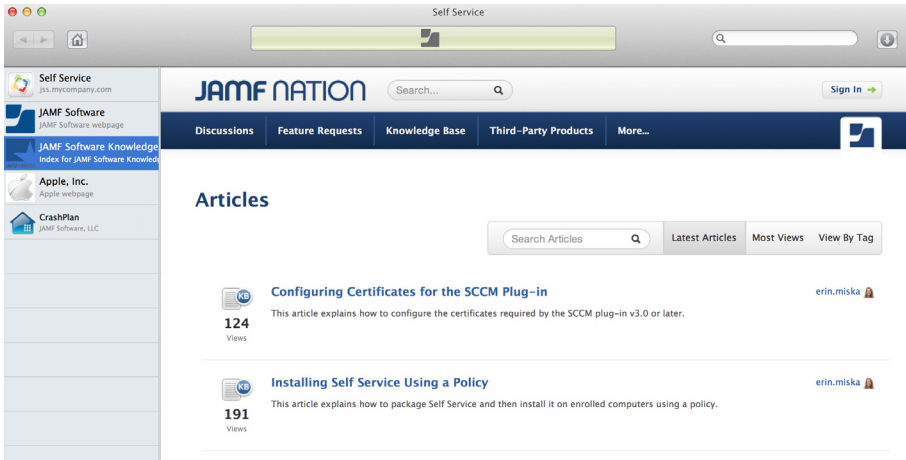 Self Service
Self Service
jss.mycompany.com
JAMF Software
JAMF Software webpage
JAMF Software Knowledge
Index for JAMF Software Knowled
Apple, Inc.
Apple webpage
CrashPlan
JAMF Software, LLC
JAMF NATION
Search...
Sign In
Discussions
Feature Requests
Knowledge Base
Third-Party Products
More...
Articles
Search Articles
Latest Articles
Most Views
View By Tag
KB
124
Views
Configuring Certificates for the SCCM Plug-in
This article explains how to configure the certificates required by the SCCM plug-in v3.0 or later.
erin.miska
KB
191
Views
Installing Self Service Using a Policy
This article explains how to package Self Service and then install it on enrolled computers using a policy.
erin.miska